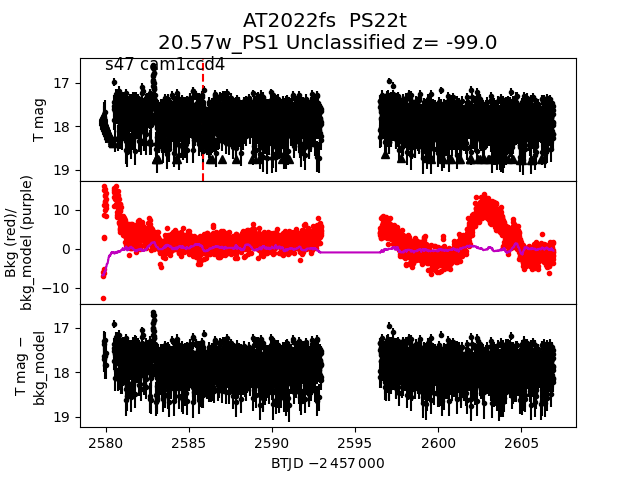 AT2022fs  PS22t
20.57w_PS1 Unclassified z= -99.0
s47 cam1ccd4
T mag
17
18
19
Bkg (red)/
bkg_model (purple)
10
0
−10
T mag −
bkg_model
17
18
19
2580
2585
2590
2595
2600
2605
BTJD −2 457 000